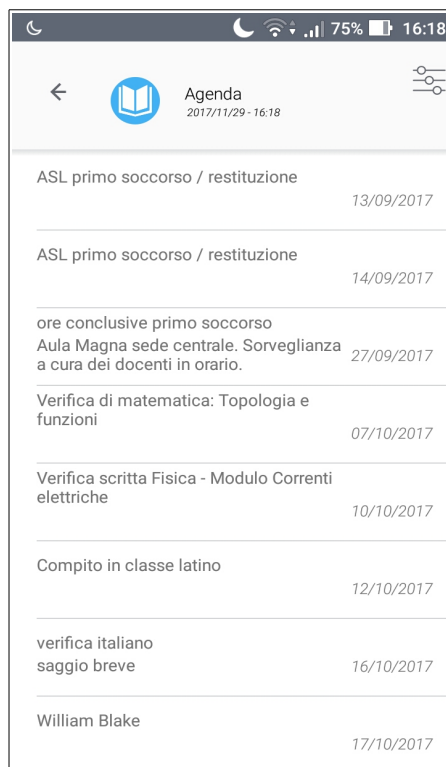 75% 16:18
Agenda
2017/11/29 - 16:18
ASL primo soccorso / restituzione
13/09/2017
ASL primo soccorso / restituzione
14/09/2017
ore conclusive primo soccorso
Aula Magna sede centrale. Sorveglianza
a cura dei docenti in orario.
27/09/2017
Verifica di matematica: Topologia e
funzioni
07/10/2017
Verifica scritta Fisica - Modulo Correnti
elettriche
10/10/2017
Compito in classe latino
12/10/2017
verifica italiano
saggio breve
16/10/2017
William Blake
17/10/2017